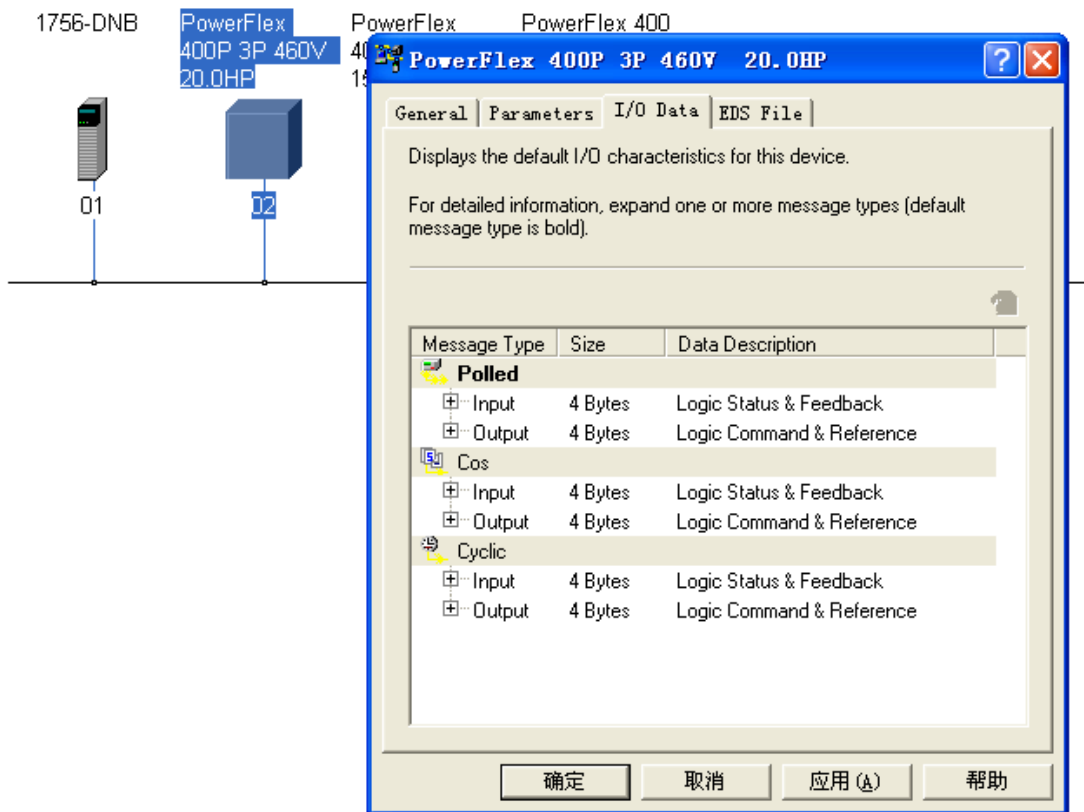 1756-DNB
PowerFlex
400P 3P 460V
20.0HP
PowerFlex
40
15
PowerFlex 400
01
02
PowerFlex 400P 3P 460V 20.0HP
General
Parameters
I/O Data
EDS File
Displays the default I/O characteristics for this device.
For detailed information, expand one or more message types (default
message type is bold).
Message Type Size Data Description
Polled
Input 4 Bytes Logic Status & Feedback
Output 4 Bytes Logic Command & Reference
Cos
Input 4 Bytes Logic Status & Feedback
Output 4 Bytes Logic Command & Reference
Cyclic
Input 4 Bytes Logic Status & Feedback
Output 4 Bytes Logic Command & Reference
确定
取消
应用(A)
帮助